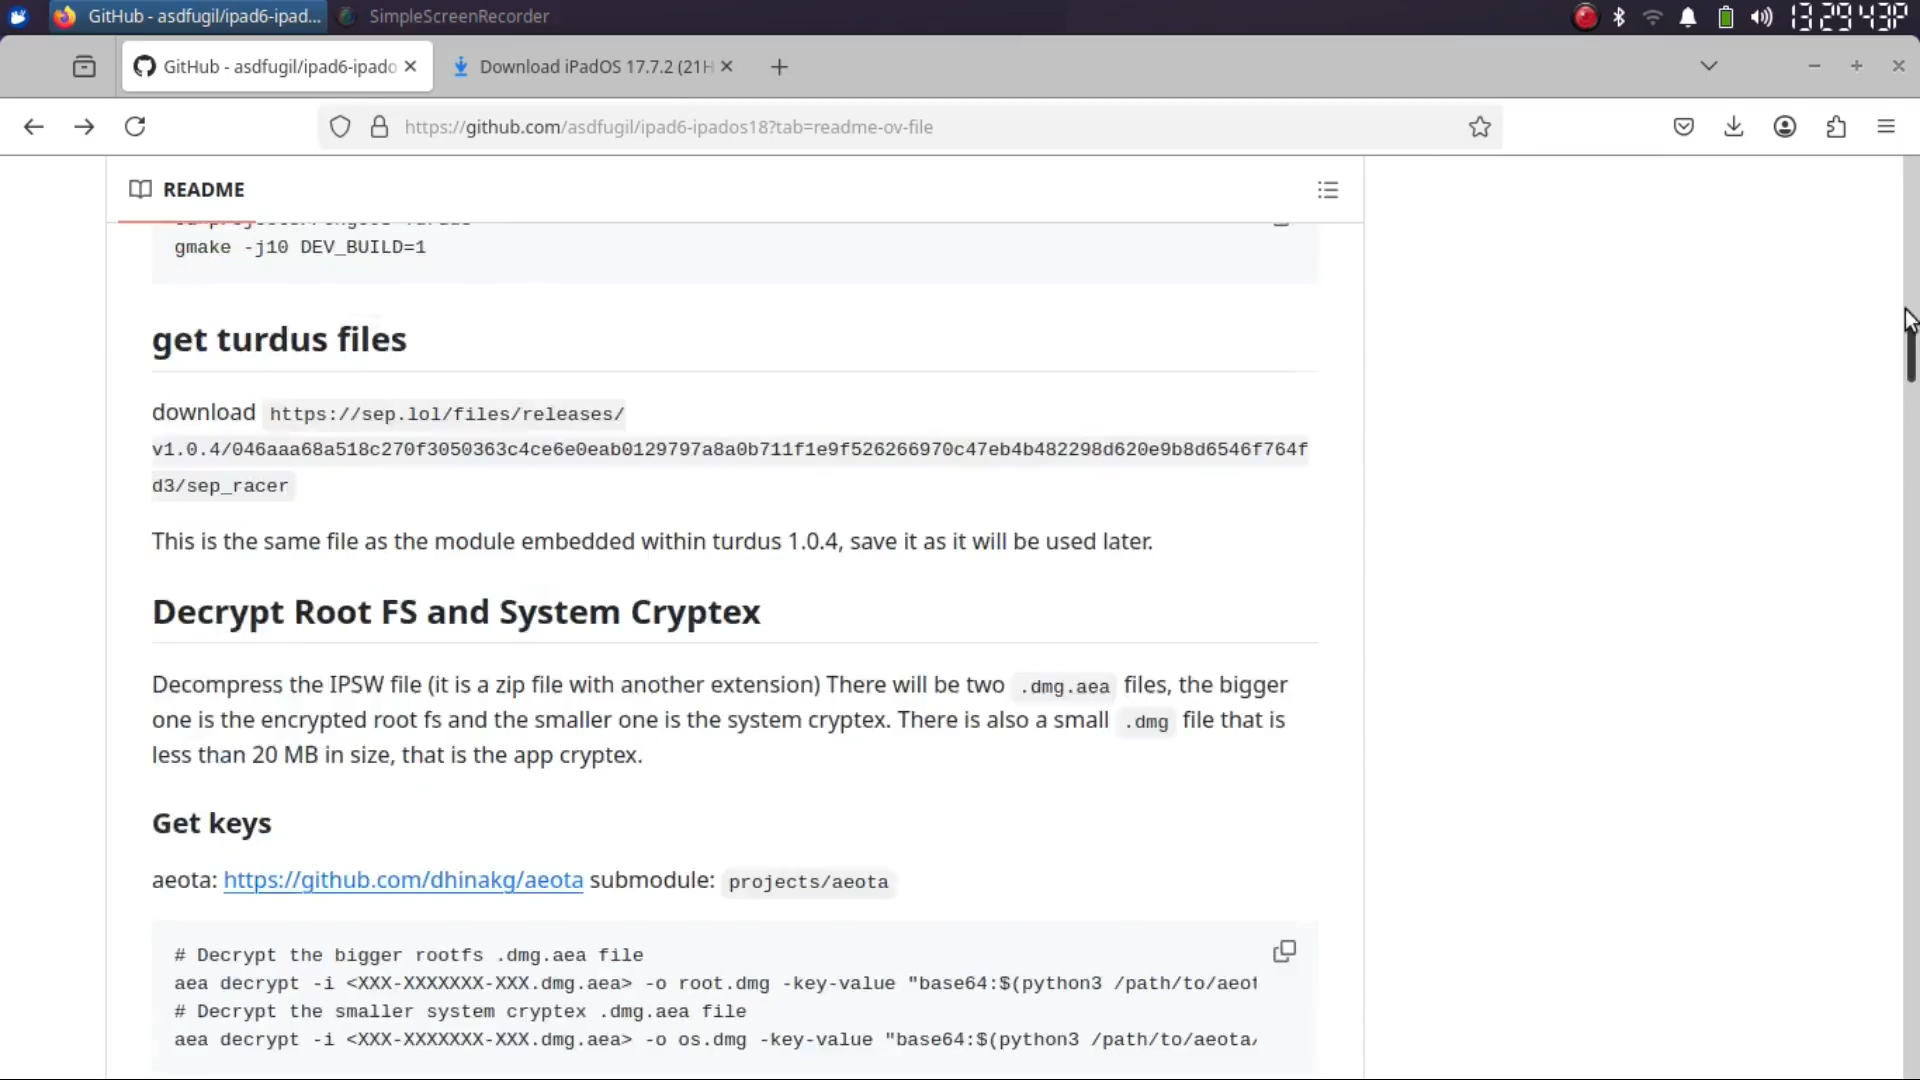 GitHub - asdfugil/ipad6-ipad...
SimpleScreenRecorder
13:29:43P
GitHub - asdfugil/ipad6-ipado
Download iPadOS 17.7.2 (21H
https://github.com/asdfugil/ipad6-ipados18?tab=readme-ov-file
README
gmake -j10 DEV_BUILD=1
get turdus files
download https://sep.lol/files/releases/
v1.0.4/046aaa68a518c270f3050363c4ce6e0eab0129797a8a0b711f1e9f526266970c47eb4b482298d620e9b8d6546f764f
d3/sep_racer
This is the same file as the module embedded within turdus 1.0.4, save it as it will be used later.
Decrypt Root FS and System Cryptex
Decompress the IPSW file (it is a zip file with another extension) There will be two .dmg.aea files, the bigger
one is the encrypted root fs and the smaller one is the system cryptex. There is also a small .dmg file that is
less than 20 MB in size, that is the app cryptex.
Get keys
aeota: https://github.com/dhinakg/aeota submodule: projects/aeota
# Decrypt the bigger rootfs .dmg.aea file
aea decrypt -i <XXX-XXXXXXX-XXX.dmg.aea> -o root.dmg -key-value "base64:$(python3 /path/to/aeot
# Decrypt the smaller system cryptex .dmg.aea file
aea decrypt -i <XXX-XXXXXXX-XXX.dmg.aea> -o os.dmg -key-value "base64:$(python3 /path/to/aeota/